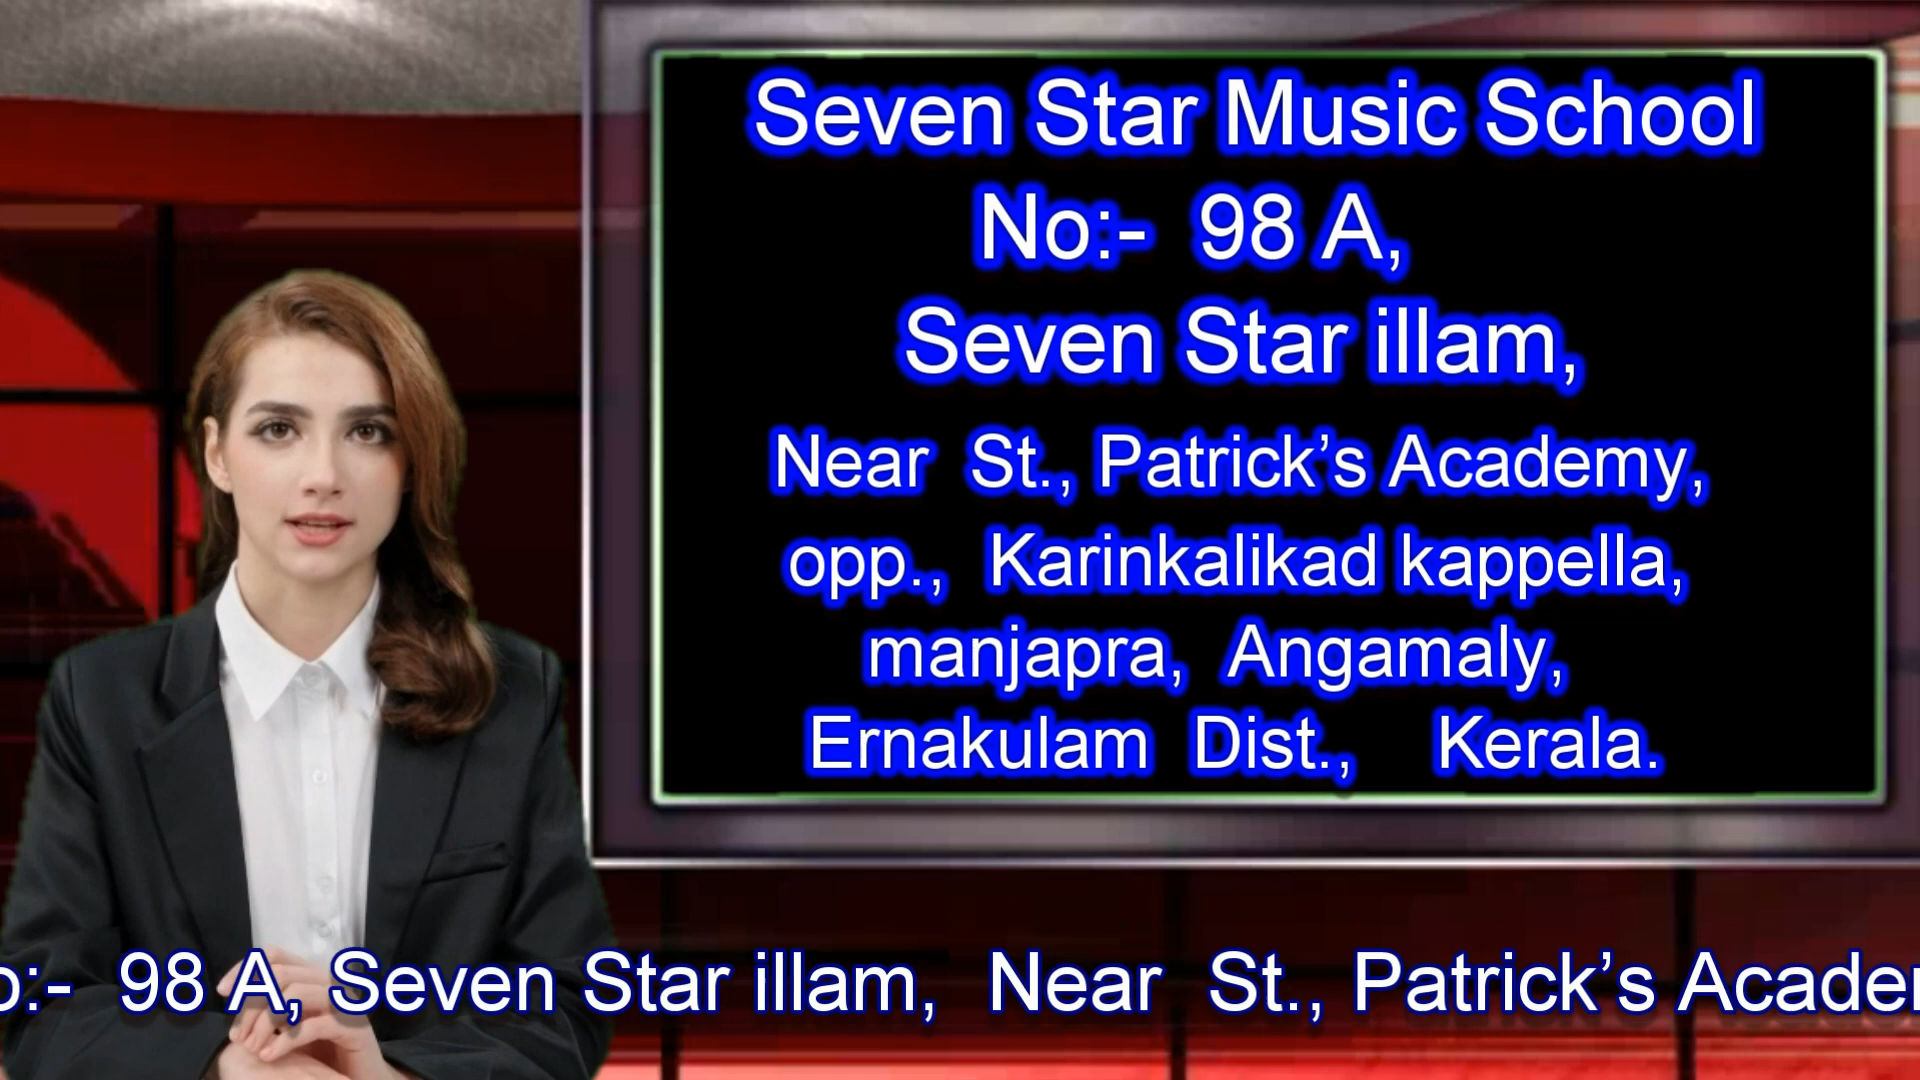 Seven Star Music School
No:- 98 A,
Seven Star illam,
Near St., Patrick’s Academy,
opp., Karinkalikad kappella,
manjapra, Angamaly,
Ernakulam Dist., Kerala.
98 A, Seven Star illam, Near St., Patrick’s